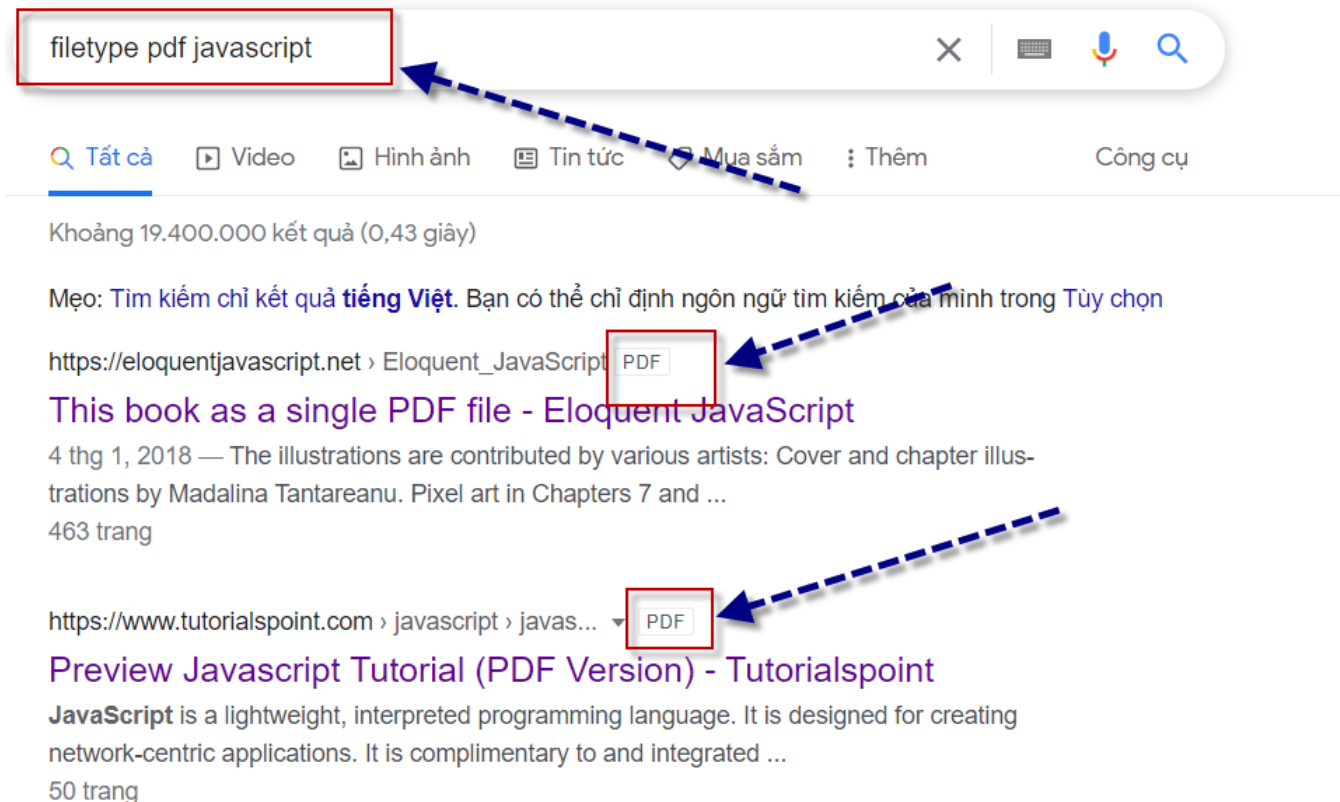 filetype pdf javascript
Tất cả Video Hình ảnh Tin tức Mua sắm Thêm Công cụ
Khoảng 19.400.000 kết quả (0,43 giây)
Mẹo: Tìm kiếm chỉ kết quả tiếng Việt. Bạn có thể chỉ định ngôn ngữ tìm kiếm của mình trong Tùy chọn
https://eloquentjavascript.net › Eloquent_JavaScript PDF
This book as a single PDF file - Eloquent JavaScript
4 thg 1, 2018 — The illustrations are contributed by various artists: Cover and chapter illus-
trations by Madalina Tantareanu. Pixel art in Chapters 7 and ...
463 trang
https://www.tutorialspoint.com › javascript › javas... PDF
Preview Javascript Tutorial (PDF Version) - Tutorialspoint
JavaScript is a lightweight, interpreted programming language. It is designed for creating
network-centric applications. It is complimentary to and integrated ...
50 trang